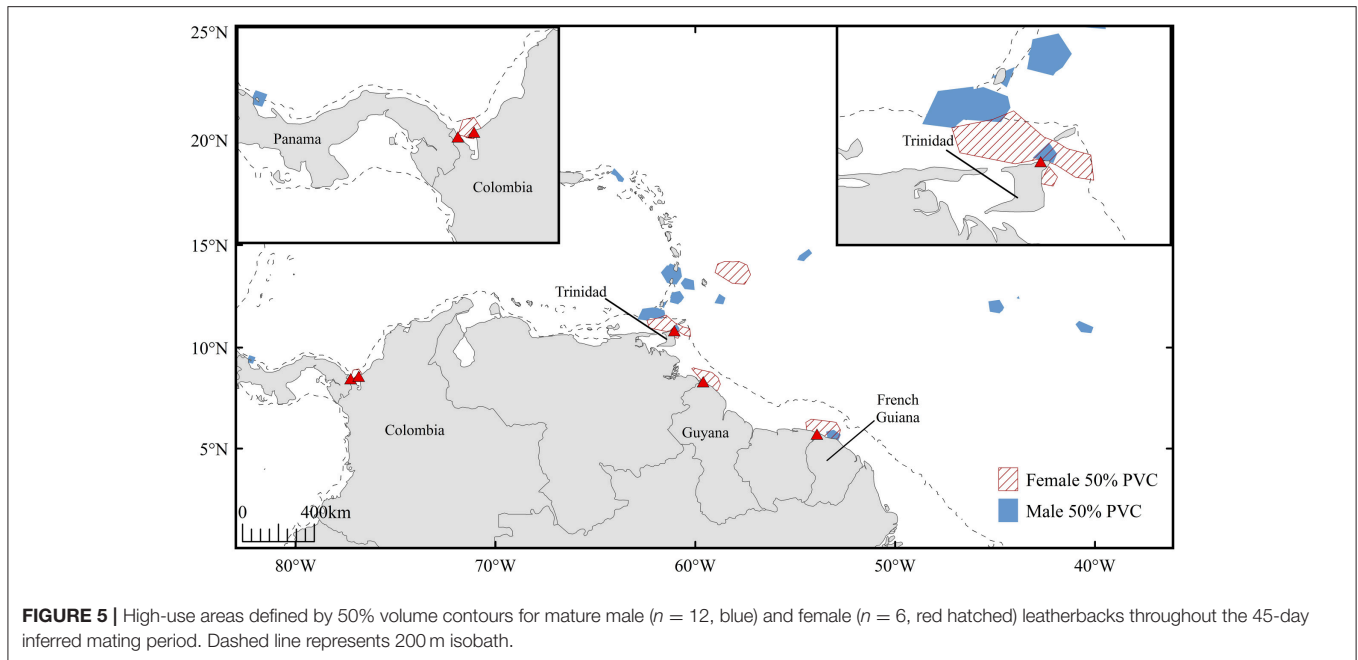 25°N
20°N
15°N
10°N
5°N
Panama
Colombia
Trinidad
Trinidad
Colombia
Guyana
French
Guiana
Female 50% PVC
Male 50% PVC
0 400km
80°W 70°W 60°W 50°W 40°W
FIGURE 5 | High-use areas defined by 50% volume contours for mature male (n = 12, blue) and female (n = 6, red hatched) leatherbacks throughout the 45-day
inferred mating period. Dashed line represents 200 m isobath.